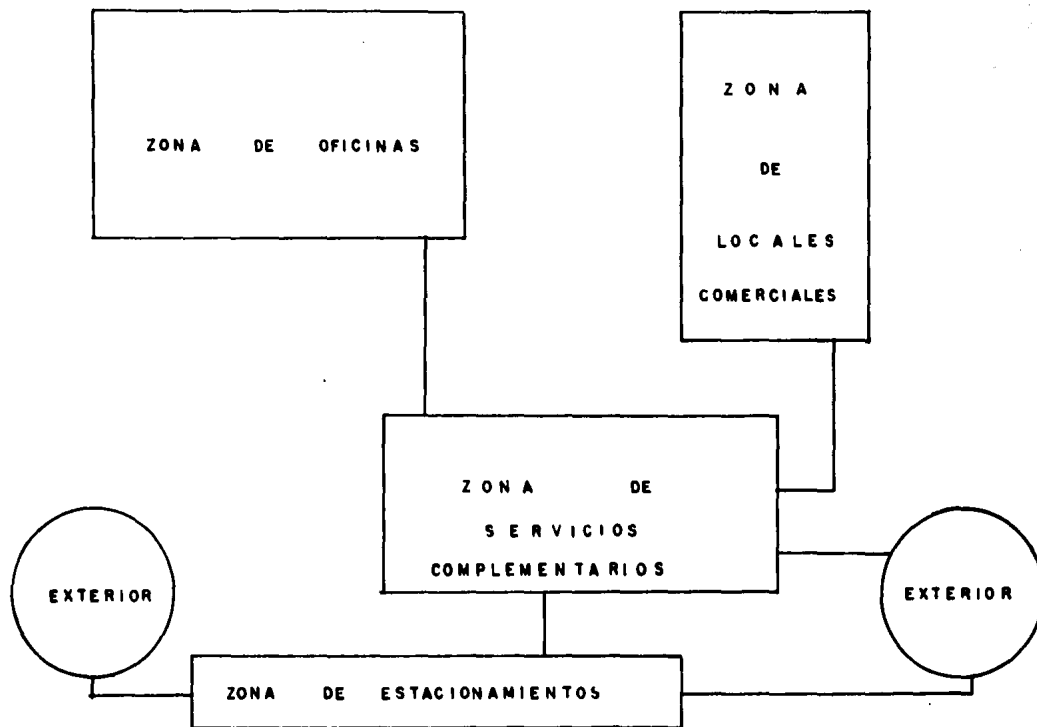 ZONA DE OFICINAS
ZONA
DE
LOCALES
COMERCIALES
ZONA DE
SERVICIOS
COMPLEMENTARIOS
EXTERIOR
EXTERIOR
ZONA DE ESTACIONAMIENTOS